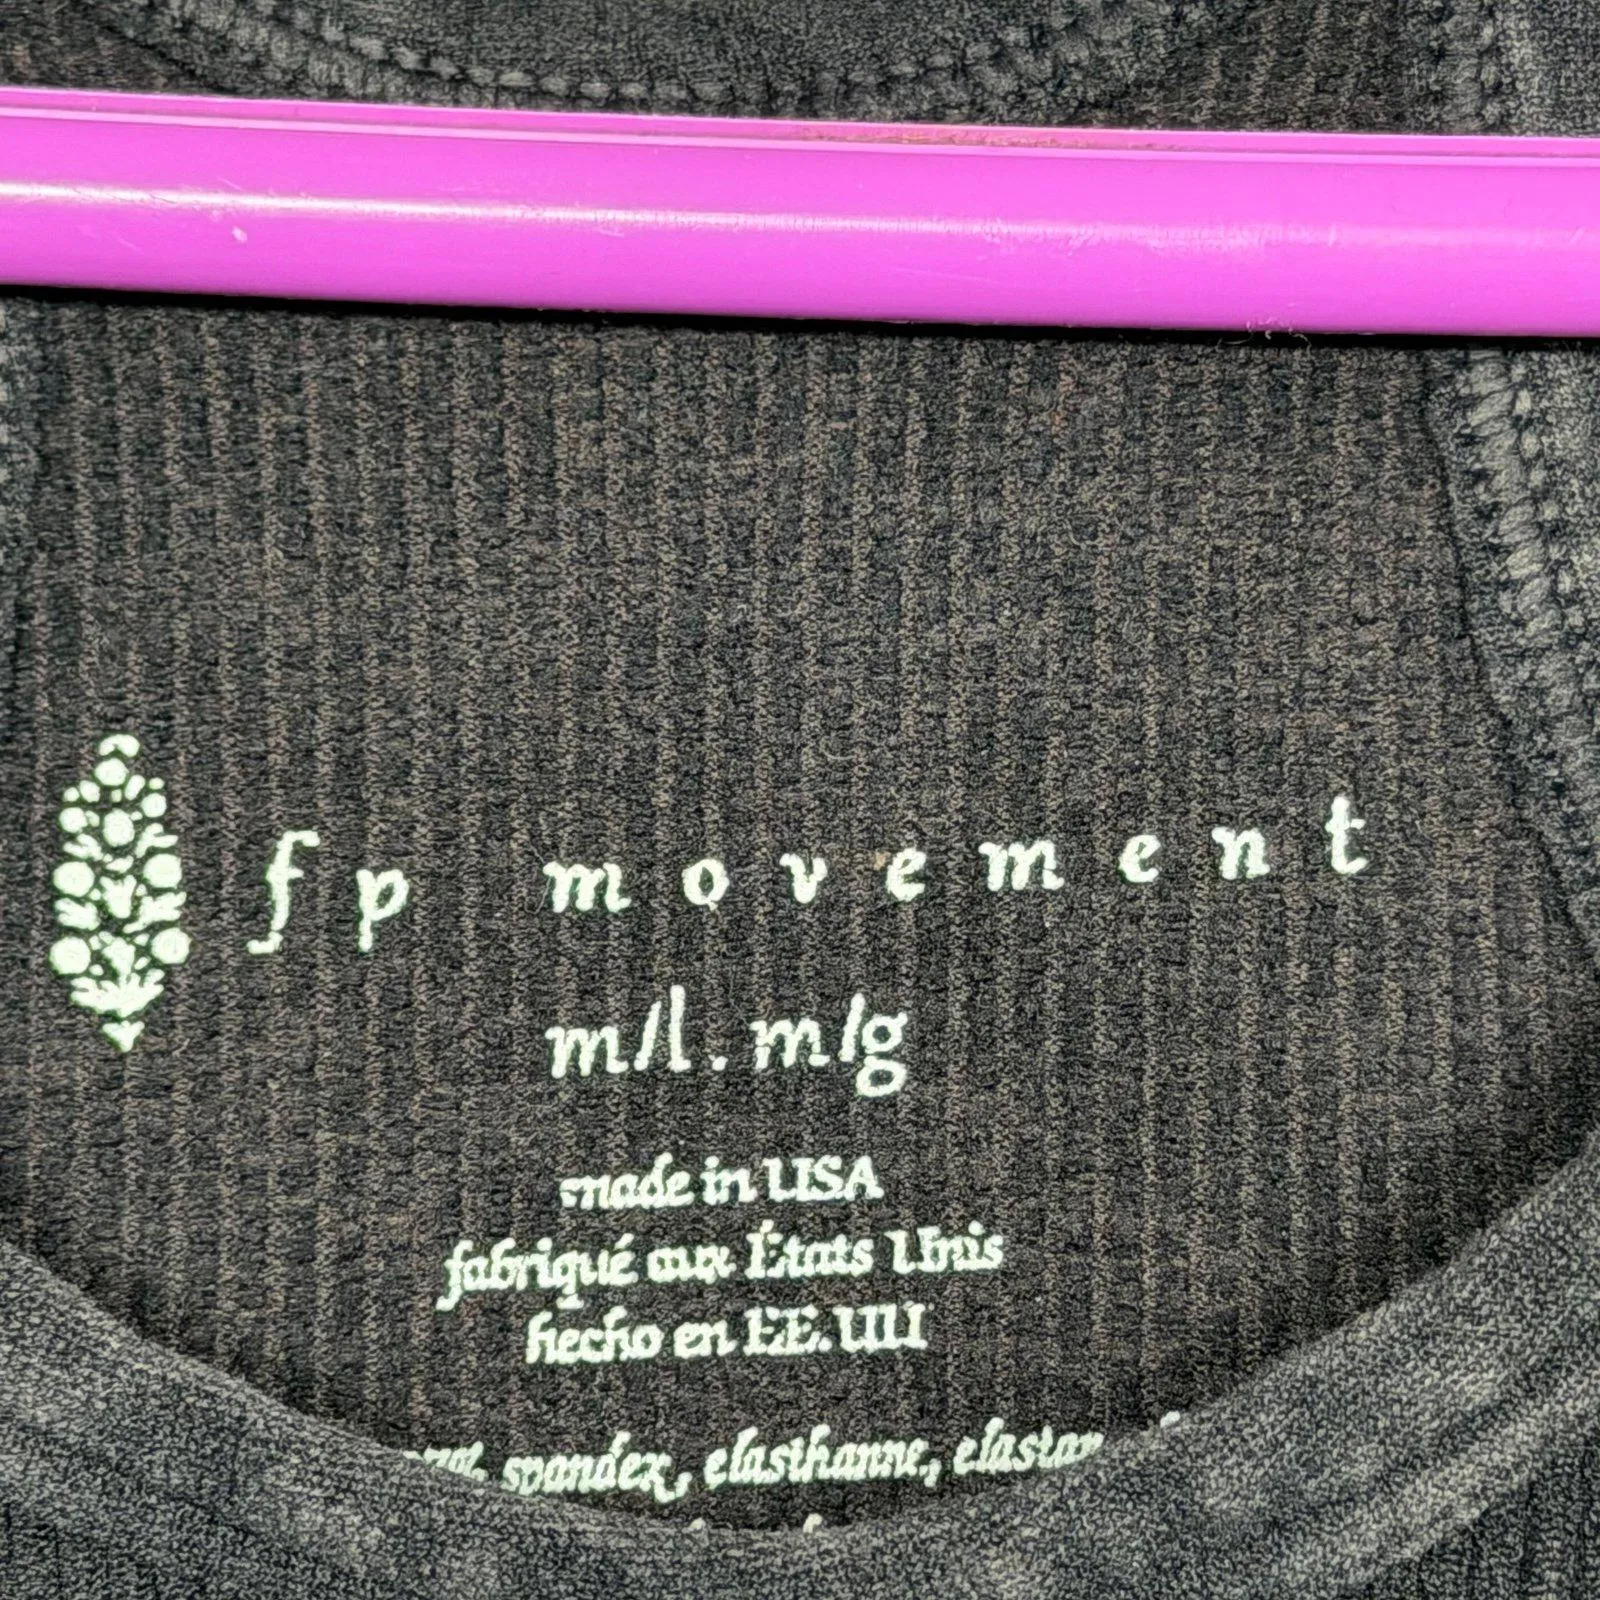 fp movement
m/l . m/g
made in USA
fabriqué aux États Unis
hecho en EE.UU
spandex, elasthanne,